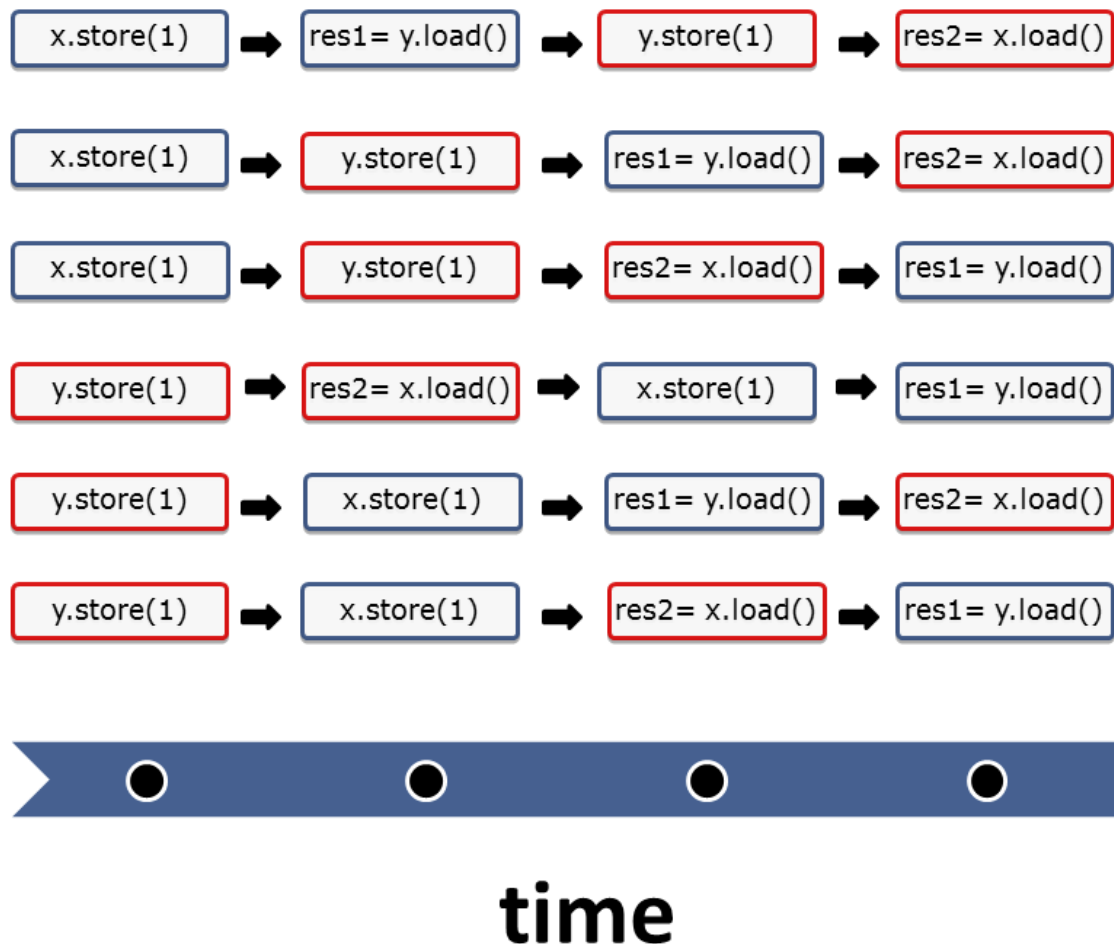 x.store(1) res1= y.load() y.store(1) res2= x.load()
x.store(1) y.store(1) res1= y.load() res2= x.load()
x.store(1) y.store(1) res2= x.load() res1= y.load()
y.store(1) res2= x.load() x.store(1) res1= y.load()
y.store(1) x.store(1) res1= y.load() res2= x.load()
y.store(1) x.store(1) res2= x.load() res1= y.load()
time